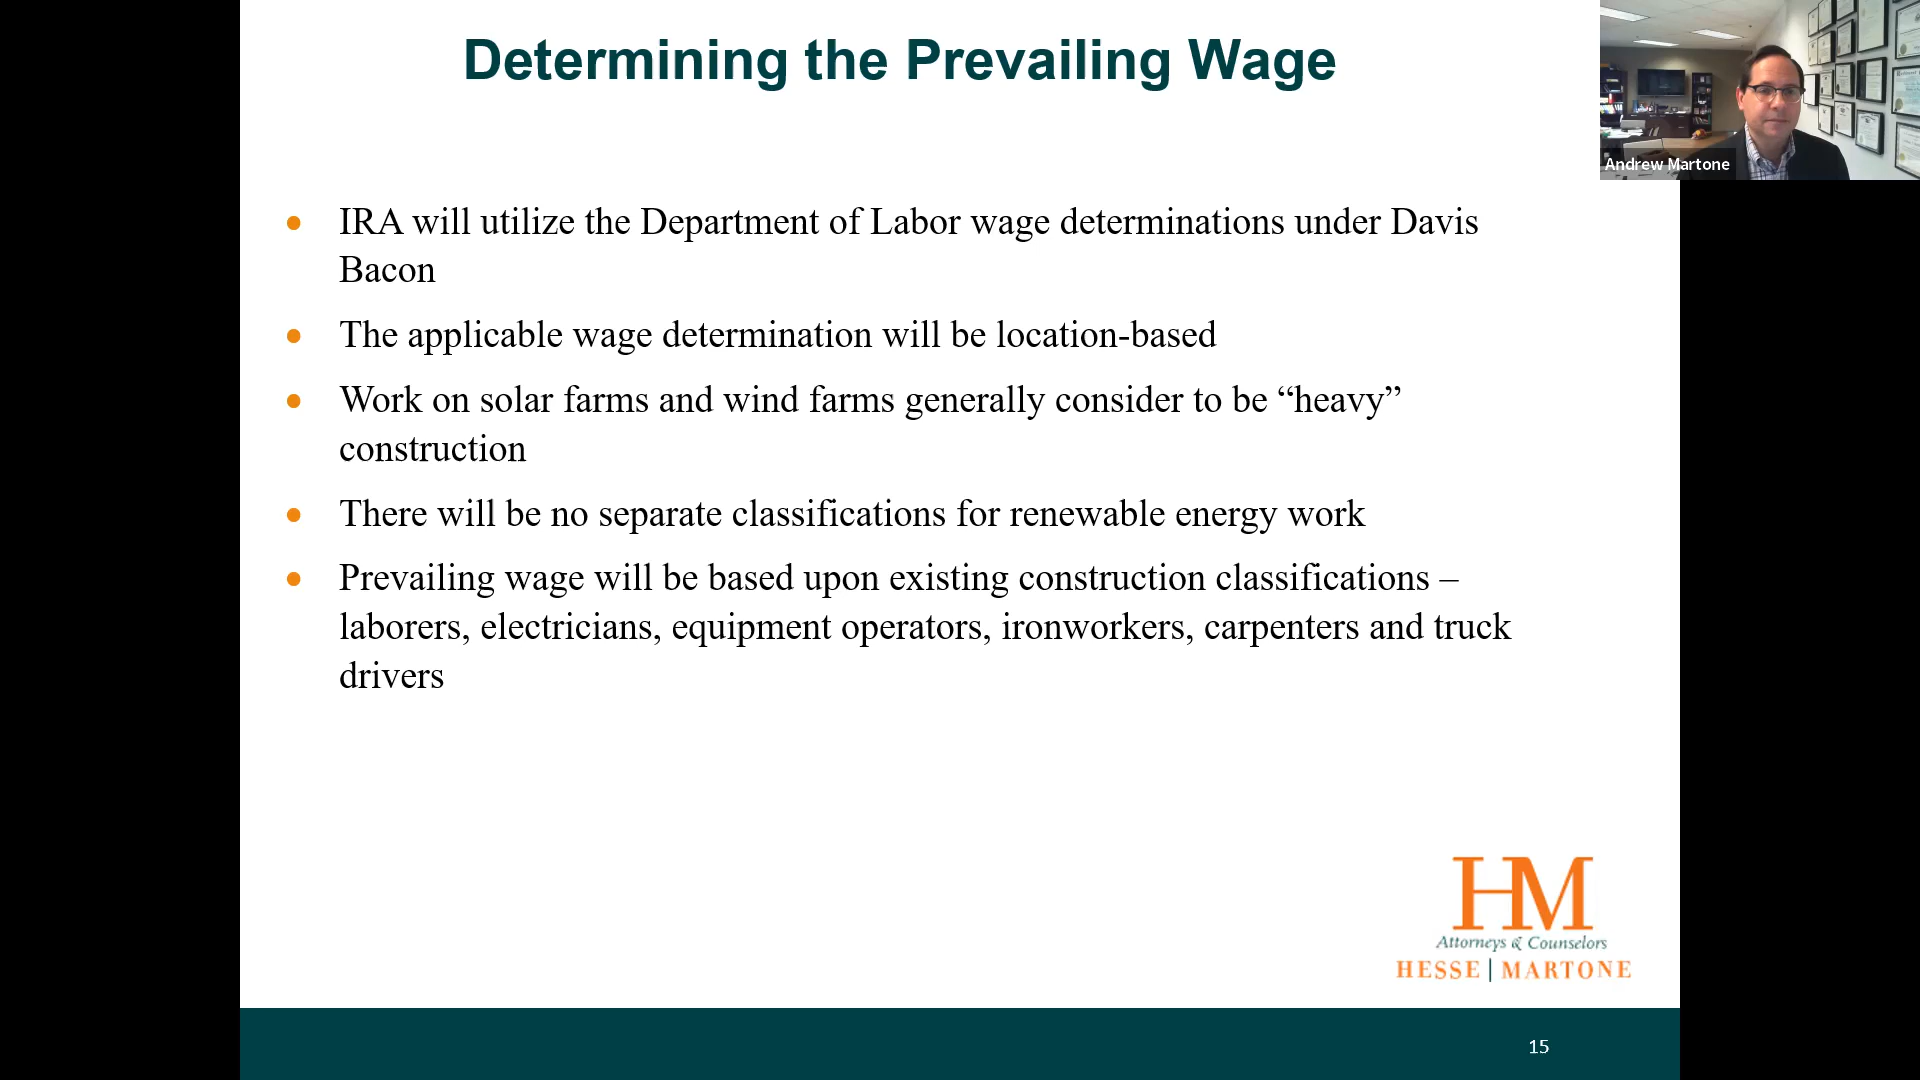 Determining the Prevailing Wage
Andrew Martone
IRA will utilize the Department of Labor wage determinations under Davis
Bacon
The applicable wage determination will be location-based
Work on solar farms and wind farms generally consider to be “heavy”
construction
There will be no separate classifications for renewable energy work
Prevailing wage will be based upon existing construction classifications –
laborers, electricians, equipment operators, ironworkers, carpenters and truck
drivers
HM
Attorneys & Counselors
HESSE | MARTONE
15